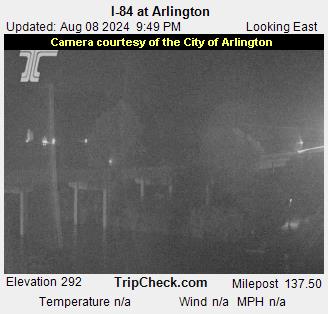 I-84 at Arlington
Updated: Aug 08 2024 9:49 PM Looking East
Camera courtesy of the City of Arlington
Elevation 292 TripCheck.com Milepost 137.50
Temperature n/a Wind n/a MPH n/a